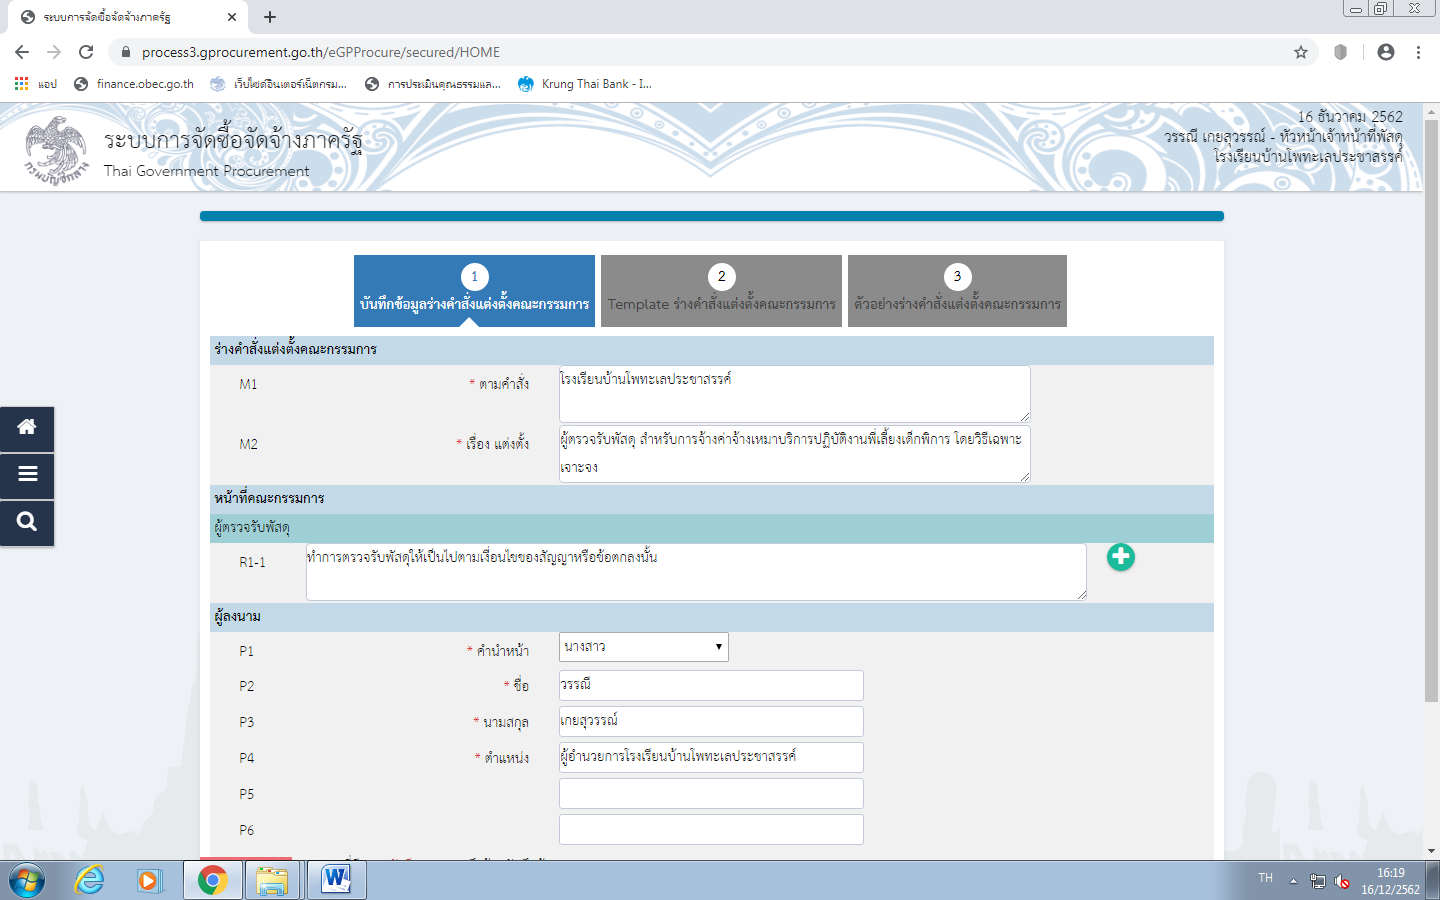 ระบบการจัดซื้อจัดจ้างภาครัฐ
process3.gprocurement.go.th/eGPProcure/secured/HOME
แอป finance.obec.go.th เว็บไซต์อินเตอร์เน็ตกรม... การประเมินคุณธรรมแล... Krung Thai Bank - I...
ระบบการจัดซื้อจัดจ้างภาครัฐ
Thai Government Procurement
กรมบัญชีกลาง
16 ธันวาคม 2562
วรรณี เกยสุวรรณ์ - หัวหน้าเจ้าหน้าที่พัสดุ
โรงเรียนบ้านโพทะเลประชาสรรค์
1 2 3
บันทึกข้อมูลร่างคำสั่งแต่งตั้งคณะกรรมการ Template ร่างคำสั่งแต่งตั้งคณะกรรมการ ตัวอย่างร่างคำสั่งแต่งตั้งคณะกรรมการ
ร่างคำสั่งแต่งตั้งคณะกรรมการ
M1 * ตามคำสั่ง โรงเรียนบ้านโพทะเลประชาสรรค์
M2 * เรื่อง แต่งตั้ง ผู้ตรวจรับพัสดุ สำหรับการจ้างค่าจ้างเหมาบริการปฏิบัติงานพี่เลี้ยงเด็กพิการ โดยวิธีเฉพาะ
เจาะจง
หน้าที่คณะกรรมการ
ผู้ตรวจรับพัสดุ
R1-1 ทำการตรวจรับพัสดุให้เป็นไปตามเงื่อนไขของสัญญาหรือข้อตกลงนั้น
ผู้ลงนาม
P1 * คำนำหน้า นางสาว
P2 * ชื่อ วรรณี
P3 * นามสกุล เกยสุวรรณ์
P4 * ตำแหน่ง ผู้อำนวยการโรงเรียนบ้านโพทะเลประชาสรรค์
P5
P6
TH 16:19
16/12/2562